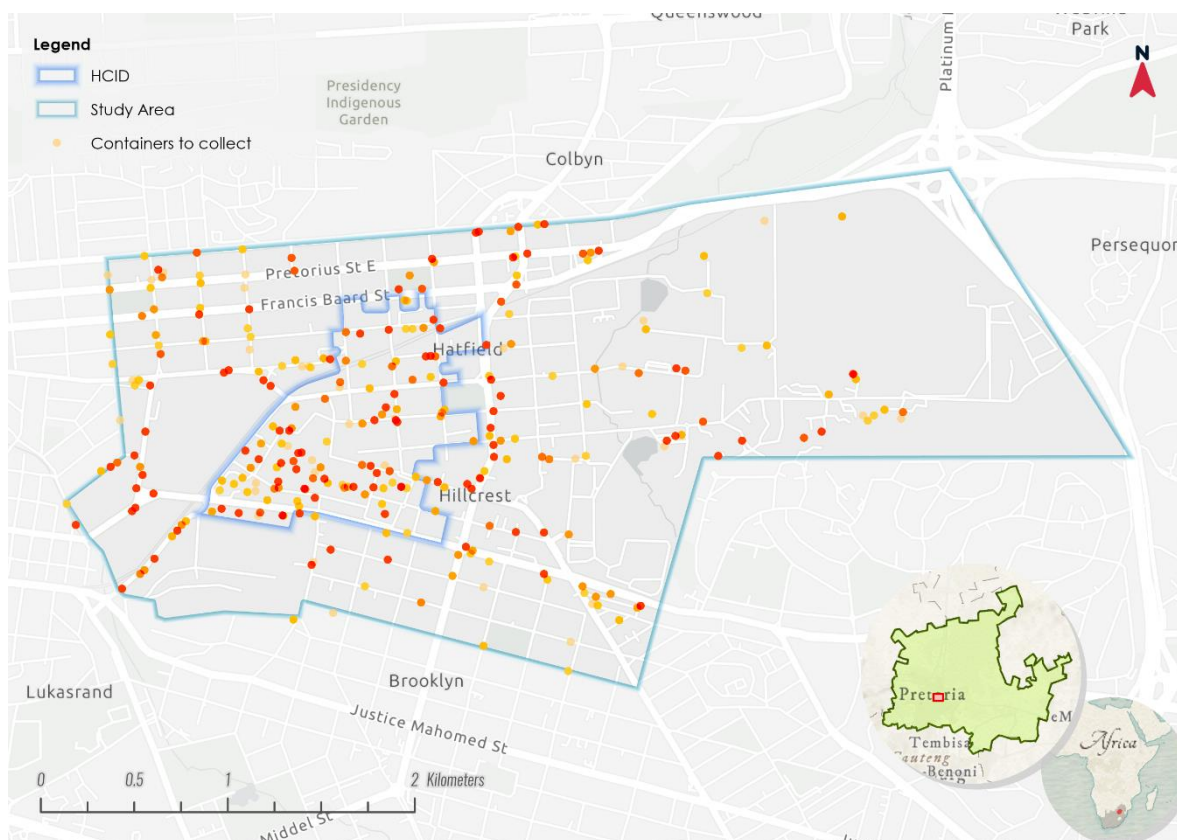 Queenswood
Park
Legend
HCID
Study Area
Containers to collect
Presidency
Indigenous
Garden
Platinum
N
Colbyn
Persequor
Pretorius St E
Francis Baard St
Hatfield
Hillcrest
Brooklyn
Lukasrand
Justice Mahomed St
0 0.5 1 2 Kilometers
Middel St
Pretoria
eM
Tembisa
Gauteng
Benoni
Africa